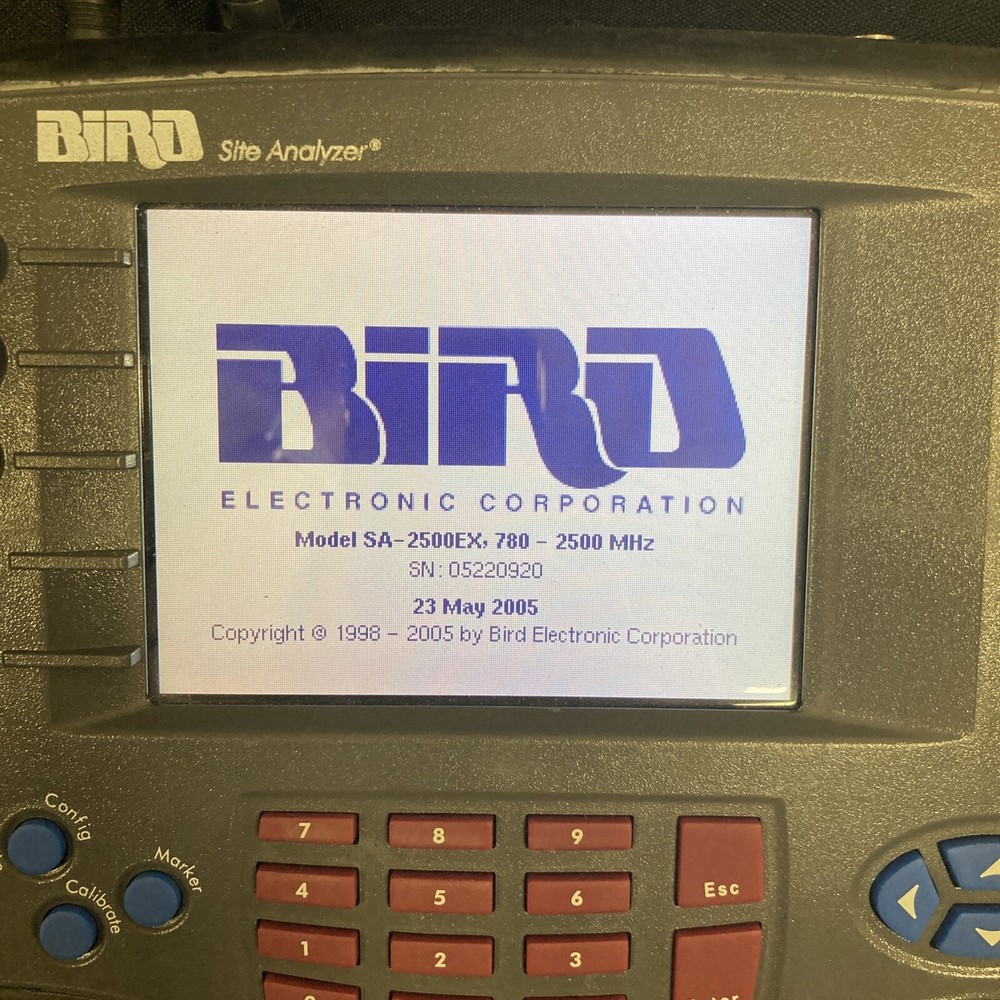 BIRD Site Analyzer®
BIRD
ELECTRONIC CORPORATION
Model SA-2500EX, 780 - 2500 MHz
SN: 05220920
23 May 2005
Copyright © 1998 - 2005 by Bird Electronic Corporation
Config
Marker
Calibrate
7 8 9
4 5 6 Esc
1 2 3